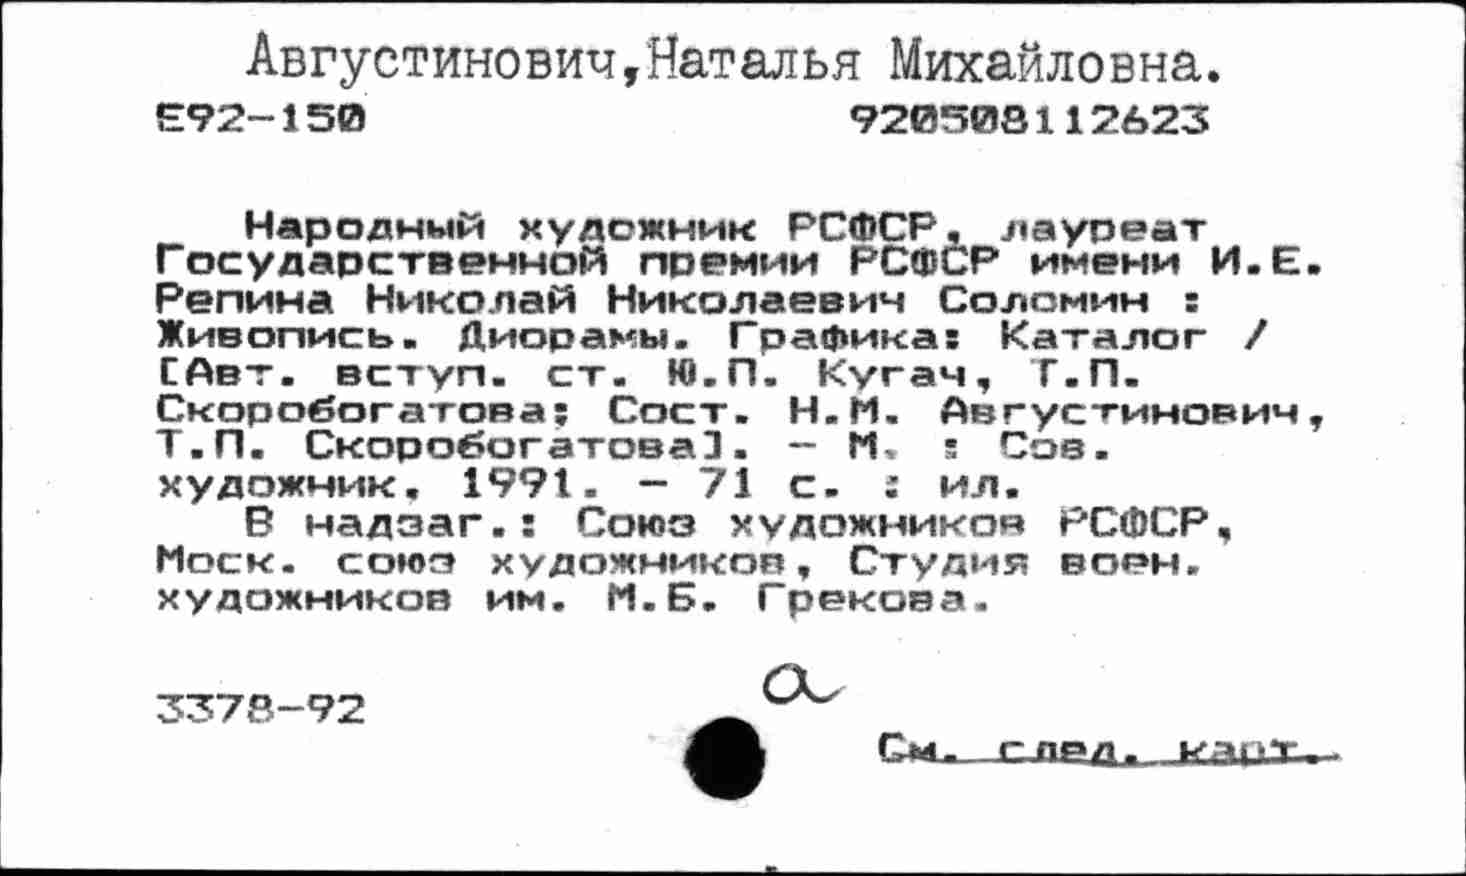 Августинович,Наталья Михайловна.
Е92-150 920508112623
Народный художник РСФСР, лауреат
Государственной премии РСФСР имени И.Е.
Репина Николай Николаевич Соломин :
Живопись. Диорамы. Графика: Каталог /
[Авт. вступ. ст. Ю.П. Кугач, Т.П.
Скоробогатова; Сост. Н.М. Августинович,
Т.П. Скоробогатова]. - М. : Сов.
художник, 1991. - 71 с. : ил.
В надзаг.: Союз художников РСФСР,
Моск. союз художников, Студия воен.
художников им. М.Б. Грекова.
а
3378-92
См. след. карт.